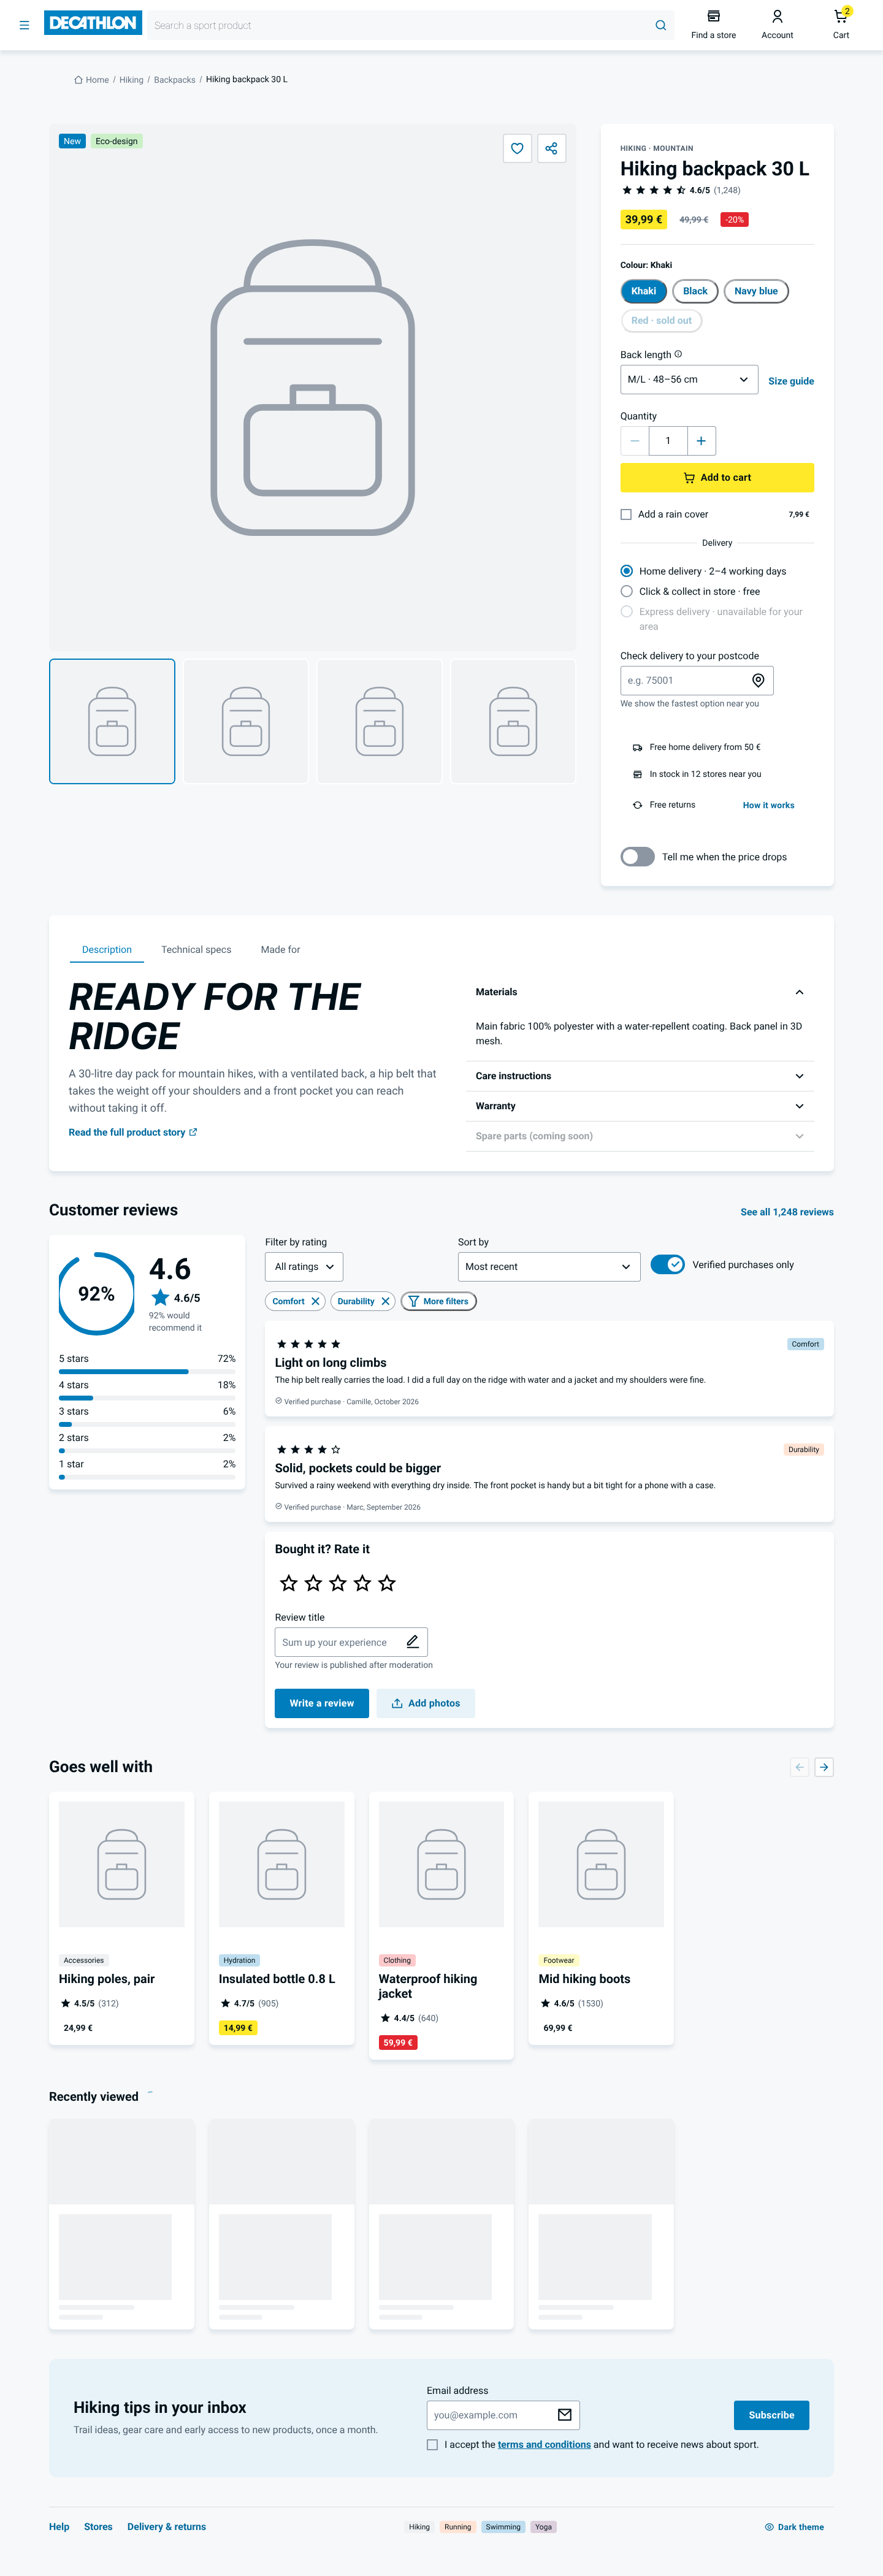 DECATHLON
Search a sport product
Find a store
Account
2
Cart
Home / Hiking / Backpacks / Hiking backpack 30 L
New
Eco-design
HIKING · MOUNTAIN
Hiking backpack 30 L
4.6/5 (1,248)
39,99 € 49,99 € -20%
Colour: Khaki
Khaki
Black
Navy blue
Red · sold out
Back length
M/L · 48–56 cm
Size guide
Quantity
1
Add to cart
Add a rain cover 7,99 €
Delivery
Home delivery · 2–4 working days
Click & collect in store · free
Express delivery · unavailable for your
area
Check delivery to your postcode
e.g. 75001
We show the fastest option near you
Free home delivery from 50 €
In stock in 12 stores near you
Free returns How it works
Tell me when the price drops
Description
Technical specs
Made for
READY FOR THE
RIDGE
A 30-litre day pack for mountain hikes, with a ventilated back, a hip belt that
takes the weight off your shoulders and a front pocket you can reach
without taking it off.
Read the full product story
Materials
Main fabric 100% polyester with a water-repellent coating. Back panel in 3D
mesh.
Care instructions
Warranty
Spare parts (coming soon)
Customer reviews
See all 1,248 reviews
92%
4.6
4.6/5
92% would
recommend it
5 stars 72%
4 stars 18%
3 stars 6%
2 stars 2%
1 star 2%
Filter by rating
All ratings
Sort by
Most recent
Verified purchases only
Comfort
Durability
More filters
Comfort
Light on long climbs
The hip belt really carries the load. I did a full day on the ridge with water and a jacket and my shoulders were fine.
Verified purchase · Camille, October 2026
Durability
Solid, pockets could be bigger
Survived a rainy weekend with everything dry inside. The front pocket is handy but a bit tight for a phone with a case.
Verified purchase · Marc, September 2026
Bought it? Rate it
Review title
Sum up your experience
Your review is published after moderation
Write a review
Add photos
Goes well with
Accessories
Hiking poles, pair
4.5/5 (312)
24,99 €
Hydration
Insulated bottle 0.8 L
4.7/5 (905)
14,99 €
Clothing
Waterproof hiking
jacket
4.4/5 (640)
59,99 €
Footwear
Mid hiking boots
4.6/5 (1530)
69,99 €
Recently viewed
Hiking tips in your inbox
Trail ideas, gear care and early access to new products, once a month.
Email address
you@example.com
Subscribe
I accept the terms and conditions and want to receive news about sport.
Help
Stores
Delivery & returns
Hiking
Running
Swimming
Yoga
Dark theme